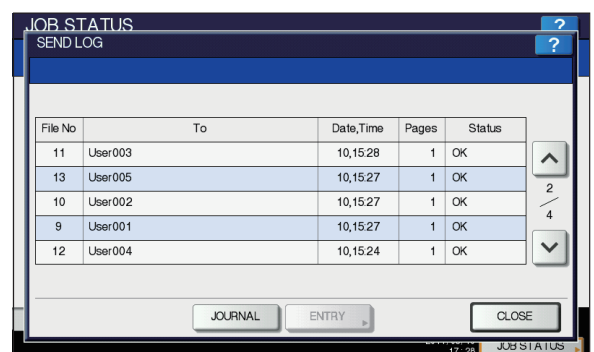 JOB STATUS ?
SEND LOG ?
File No To Date,Time Pages Status
11 User003 10,15:28 1 OK
13 User005 10,15:27 1 OK
10 User002 10,15:27 1 OK
9 User001 10,15:27 1 OK
12 User004 10,15:24 1 OK
2
4
JOURNAL ENTRY CLOSE
17:28 JOB STATUS